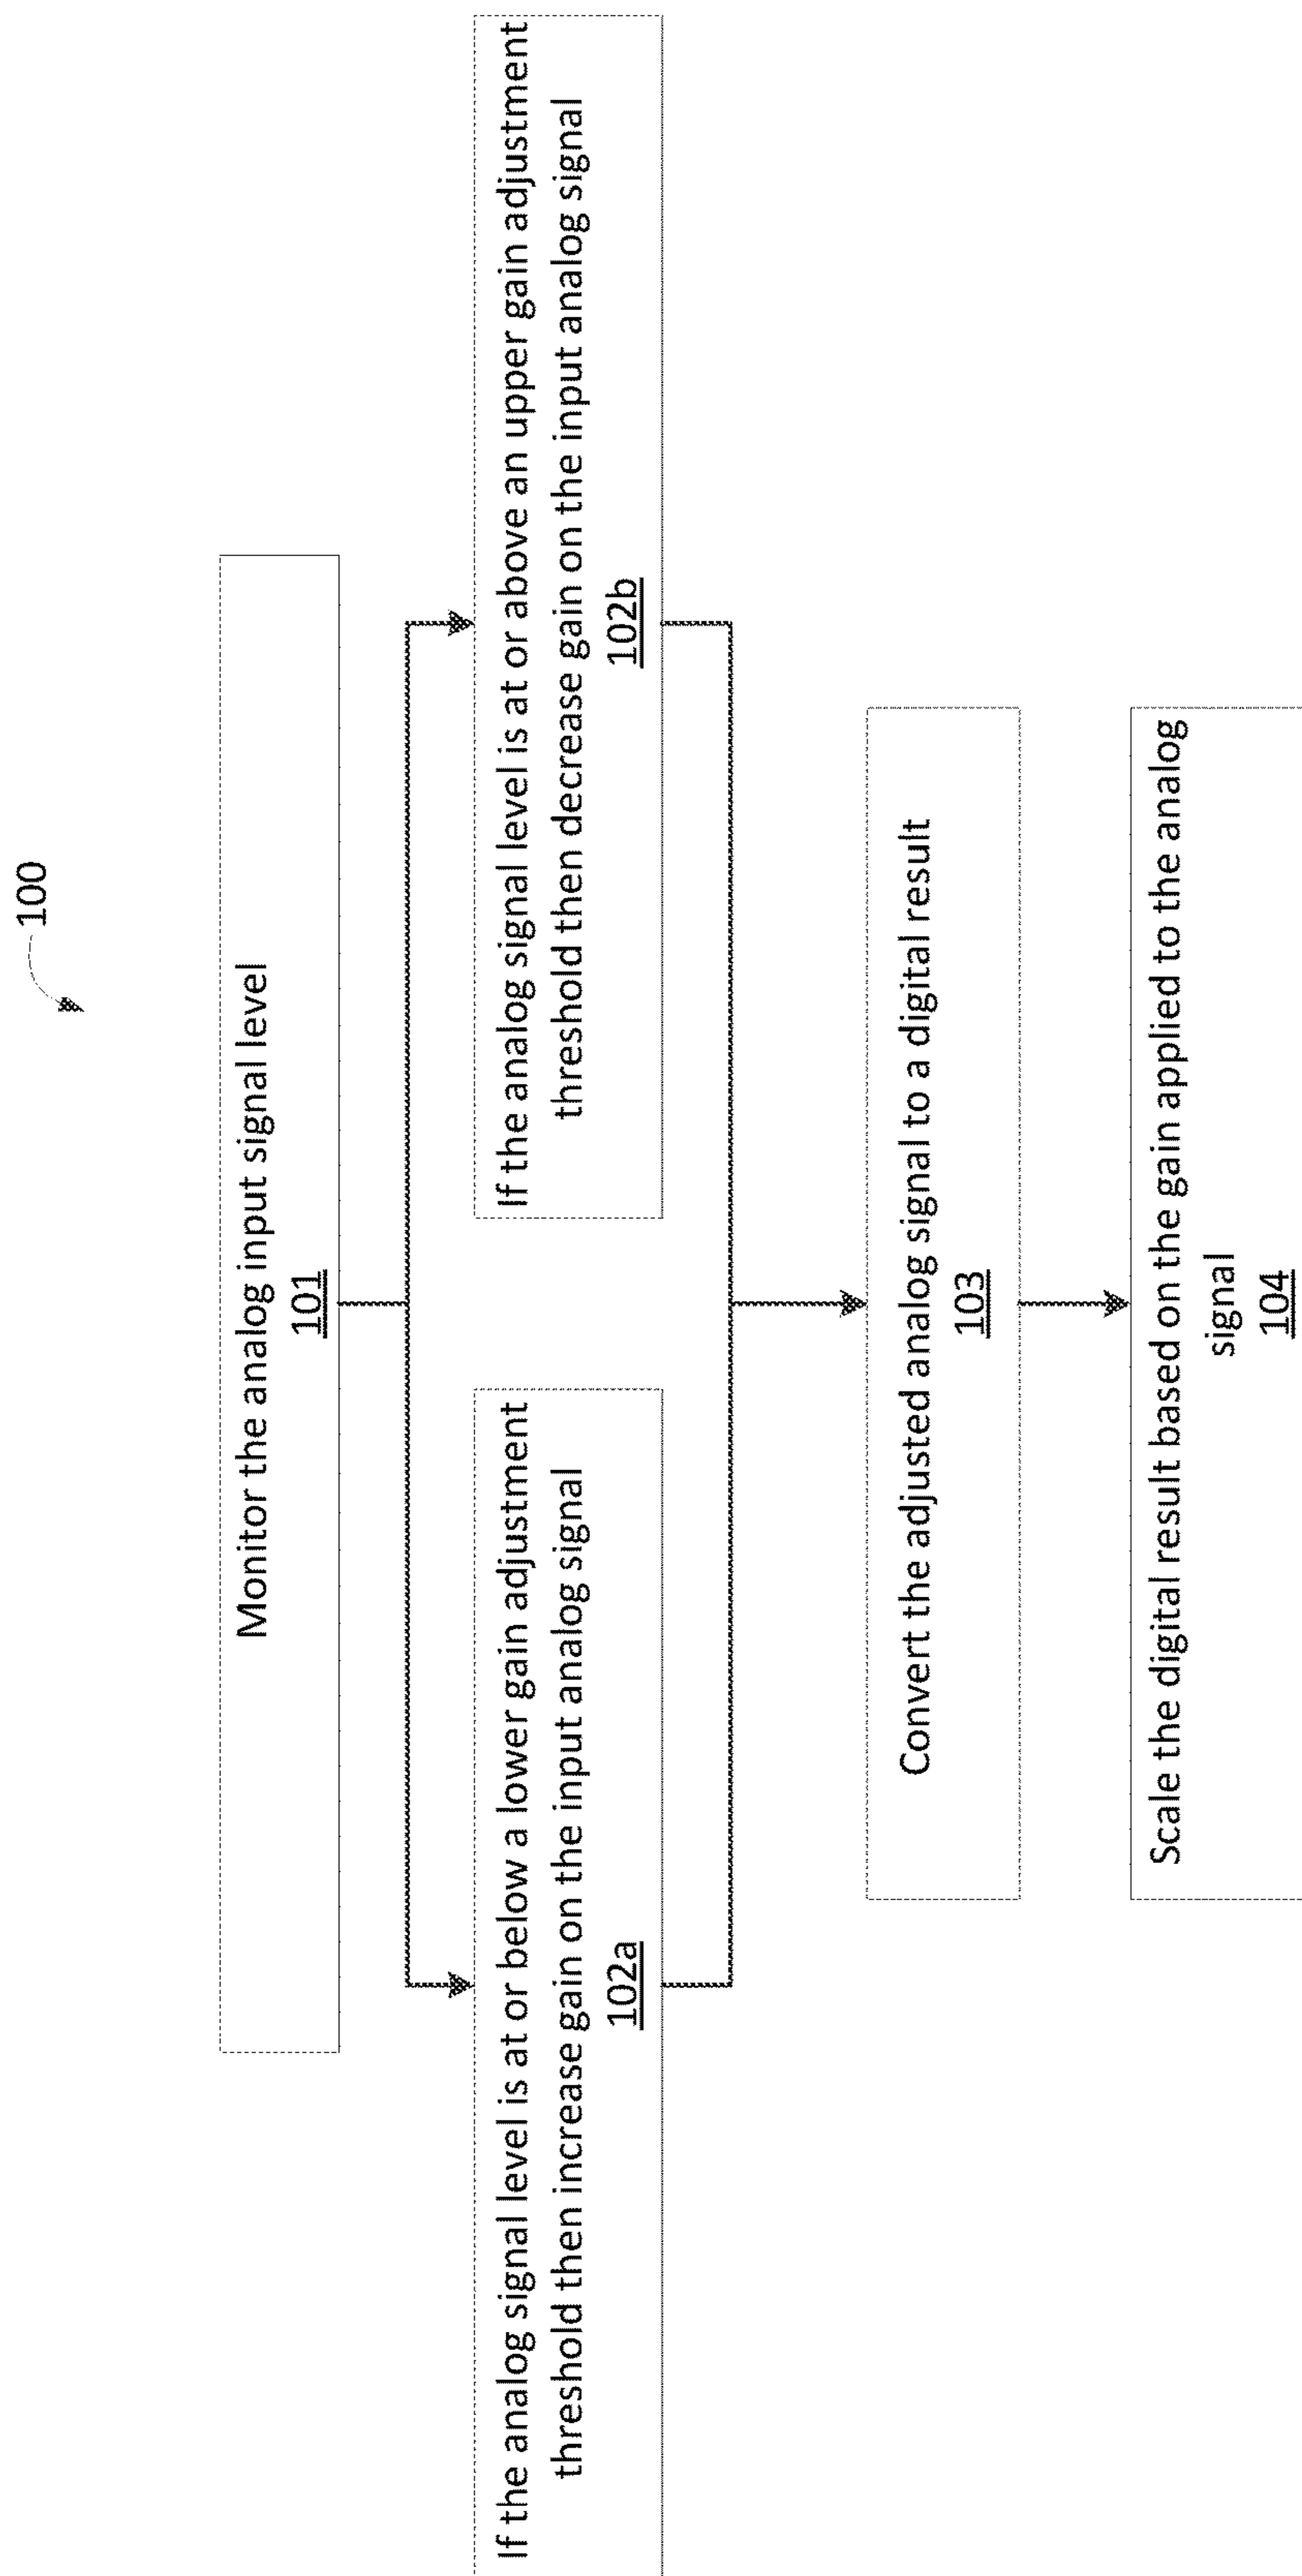 100
Monitor the analog input signal level
101
If the analog signal level is at or below a lower gain adjustment
threshold then increase gain on the input analog signal
102a
If the analog signal level is at or above an upper gain adjustment
threshold then decrease gain on the input analog signal
102b
Convert the adjusted analog signal to a digital result
103
Scale the digital result based on the gain applied to the analog
signal
104